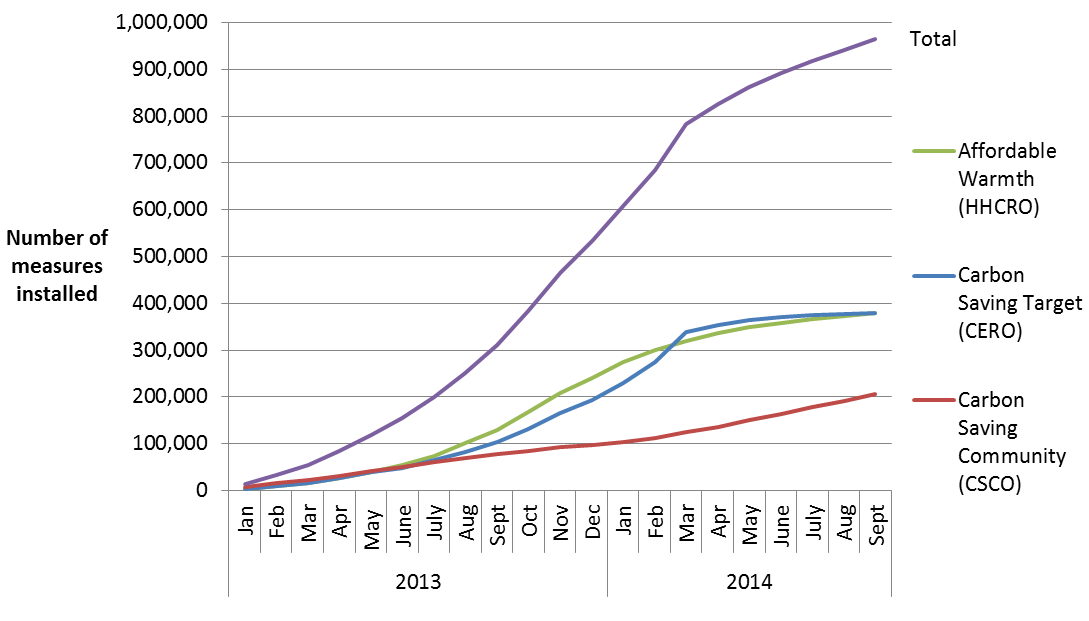 1,000,000
900,000
800,000
700,000
600,000
500,000
400,000
300,000
200,000
100,000
0
Number of
measures
installed
Jan
Feb
Mar
Apr
May
June
July
Aug
Sept
Oct
Nov
Dec
Jan
Feb
Mar
Apr
May
June
July
Aug
Sept
2013
2014
Total
Affordable
Warmth
(HHCRO)
Carbon
Saving Target
(CERO)
Carbon
Saving
Community
(CSCO)